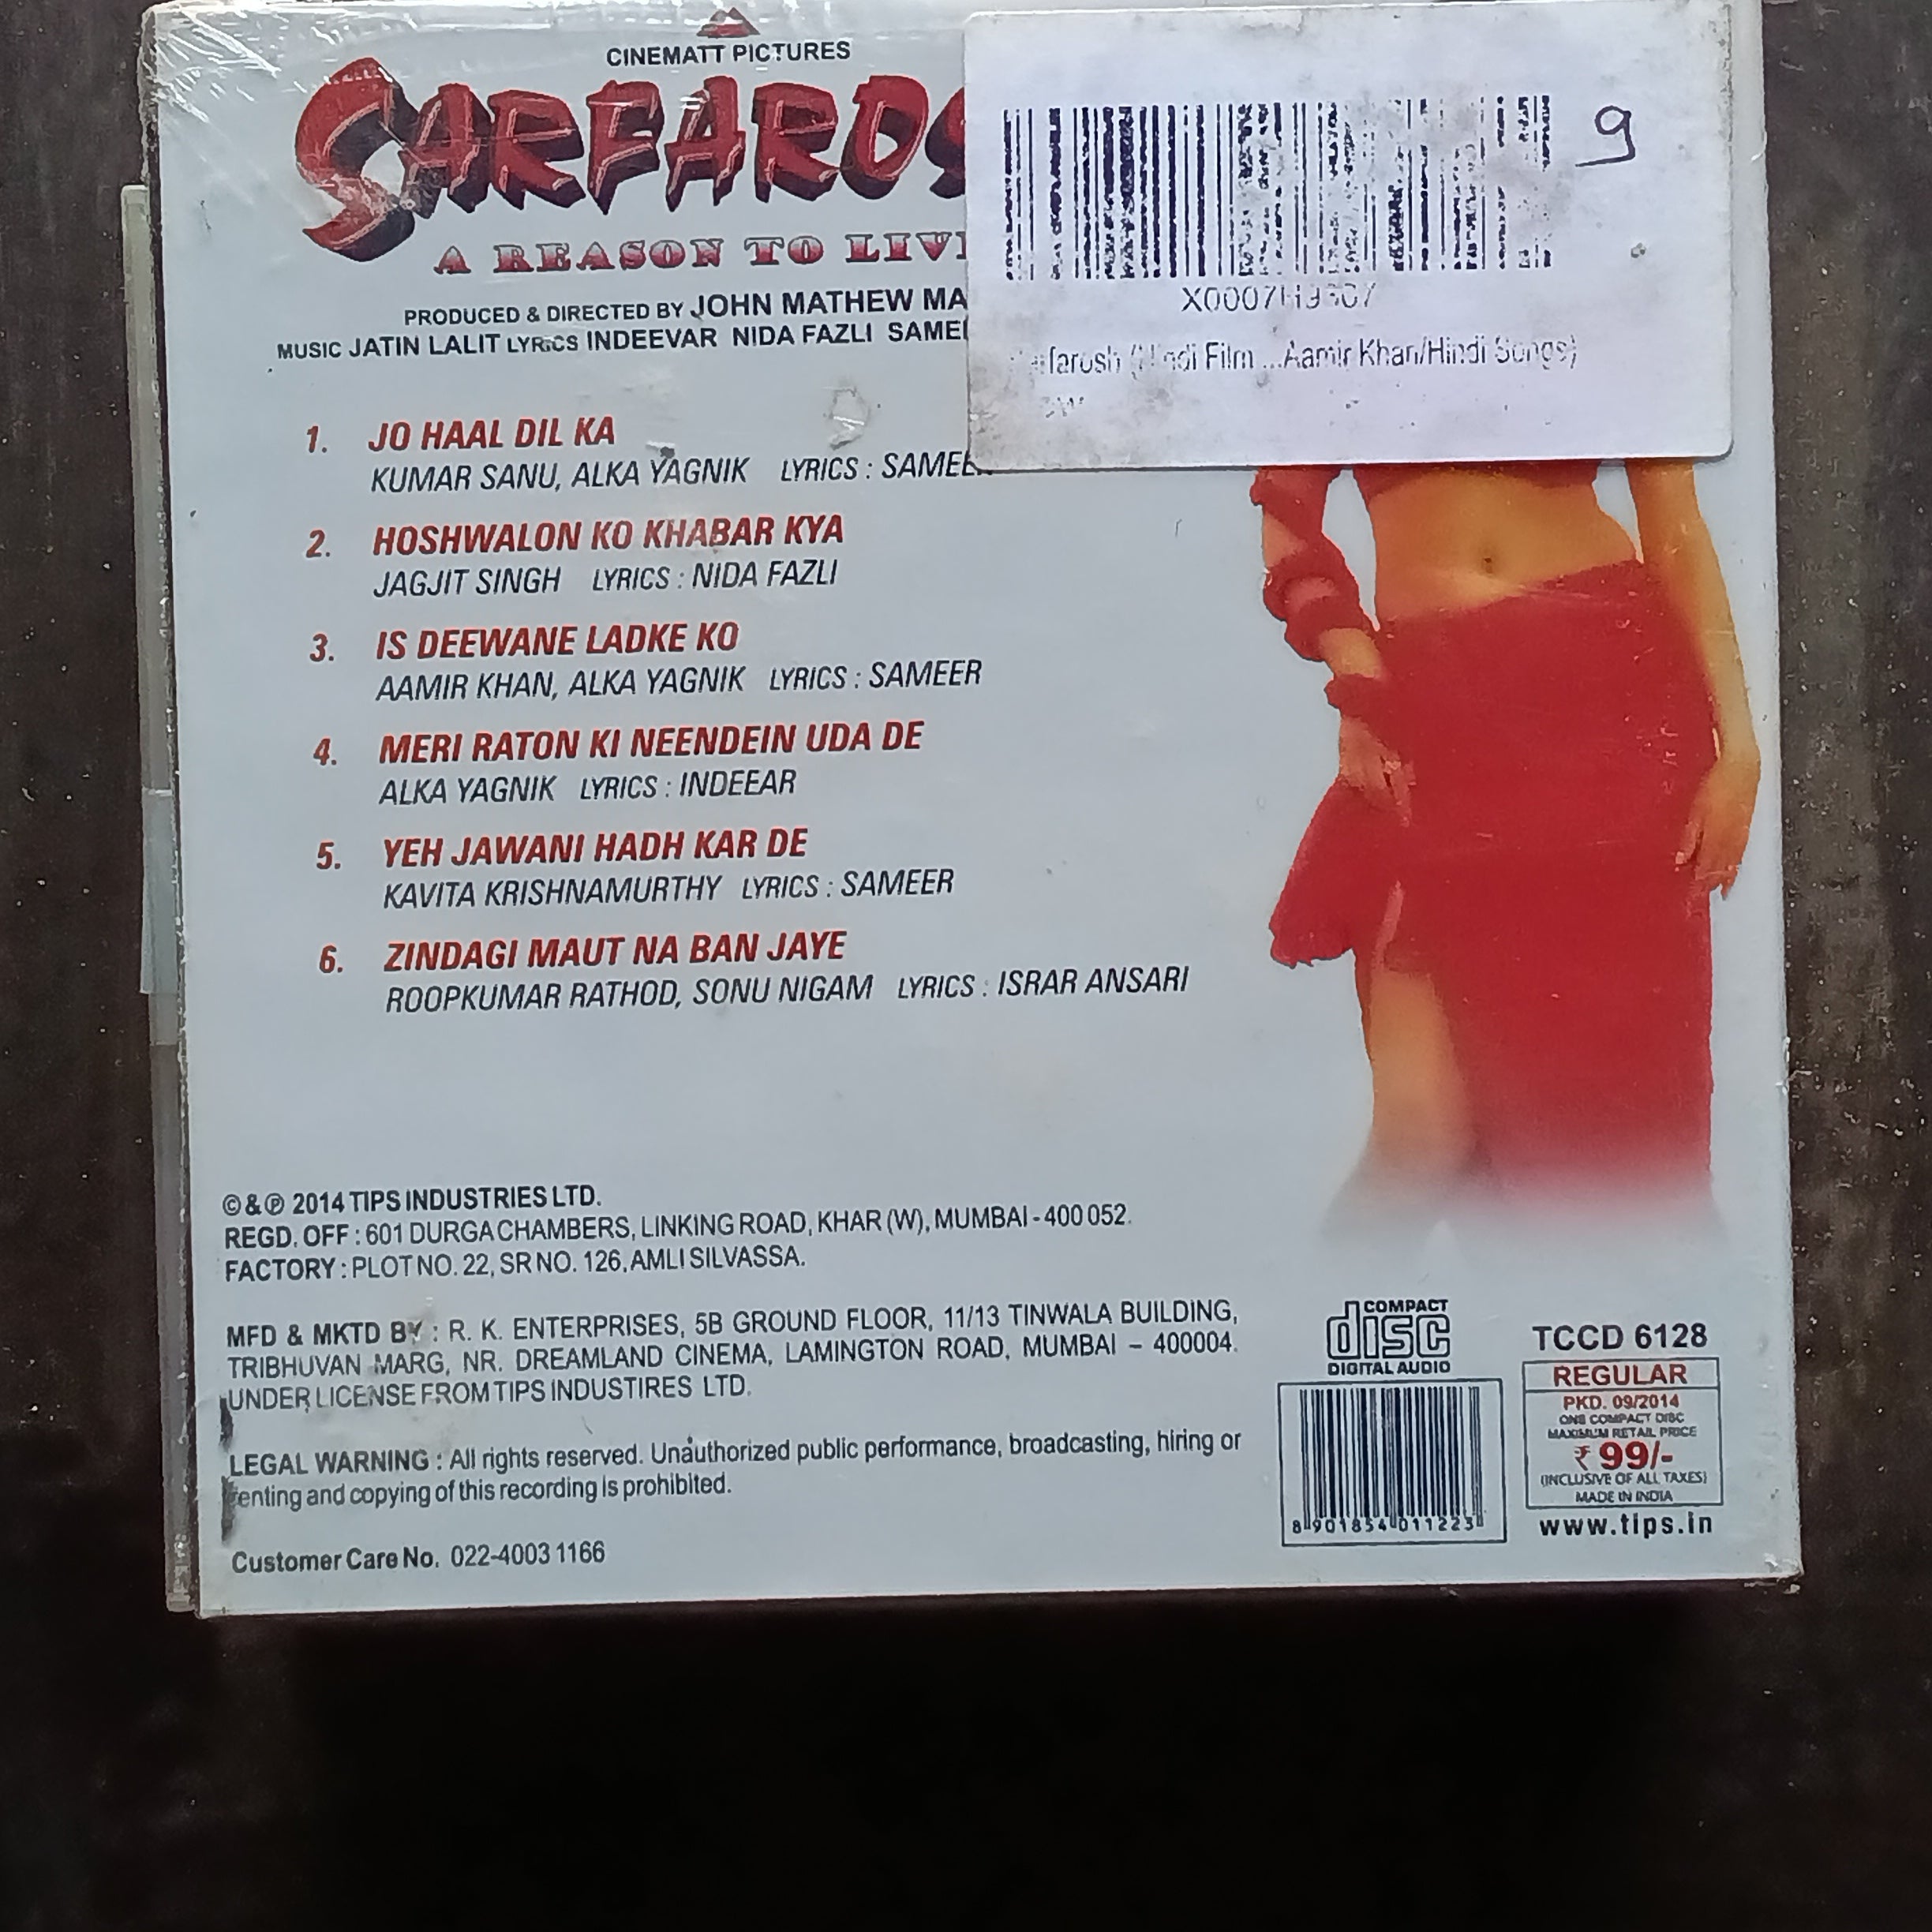 CINEMATT PICTURES
SARFAROS
A REASON TO LIV
PRODUCED & DIRECTED BY JOHN MATHEW MA
MUSIC JATIN LALIT LYRICS INDEEVAR NIDA FAZLI SAMEE
9
(Hindi Film ...Aamir Khan/Hindi Songs)
1. JO HAAL DIL KA
KUMAR SANU, ALKA YAGNIK LYRICS : SAMEER
2. HOSHWALON KO KHABAR KYA
JAGJIT SINGH LYRICS : NIDA FAZLI
3. IS DEEWANE LADKE KO
AAMIR KHAN, ALKA YAGNIK LYRICS : SAMEER
4. MERI RATON KI NEENDEIN UDA DE
ALKA YAGNIK LYRICS : INDEEAR
5. YEH JAWANI HADH KAR DE
KAVITA KRISHNAMURTHY LYRICS : SAMEER
6. ZINDAGI MAUT NA BAN JAYE
ROOPKUMAR RATHOD, SONU NIGAM LYRICS : ISRAR ANSARI
© & ℗ 2014 TIPS INDUSTRIES LTD.
REGD. OFF : 601 DURGA CHAMBERS, LINKING ROAD, KHAR (W), MUMBAI - 400 052.
FACTORY : PLOT NO. 22, SR NO. 126, AMLI SILVASSA.
MFD & MKTD BY : R. K. ENTERPRISES, 5B GROUND FLOOR, 11/13 TINWALA BUILDING,
TRIBHUVAN MARG, NR. DREAMLAND CINEMA, LAMINGTON ROAD, MUMBAI – 400004.
UNDER LICENSE FROM TIPS INDUSTIRES LTD.
LEGAL WARNING : All rights reserved. Unauthorized public performance, broadcasting, hiring or
renting and copying of this recording is prohibited.
Customer Care No. 022-4003 1166
COMPACT
disc
DIGITAL AUDIO
8 901854 011223
TCCD 6128
REGULAR
PKD. 09/2014
ONE COMPACT DISC
MAXIMUM RETAIL PRICE
₹ 99/-
(INCLUSIVE OF ALL TAXES)
MADE IN INDIA
www.tips.in